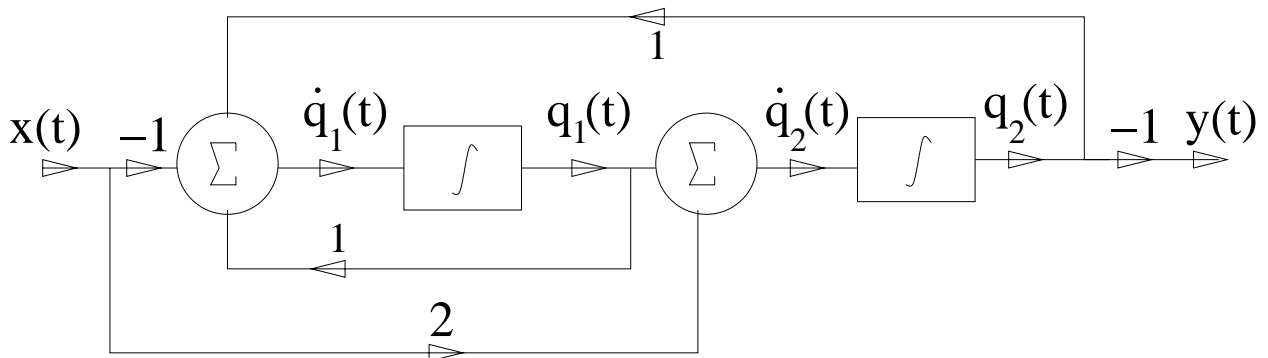 1
x(t) −1 Σ q̇₁(t) ∫ q₁(t) Σ q̇₂(t) ∫ q₂(t) −1 y(t)
1
2